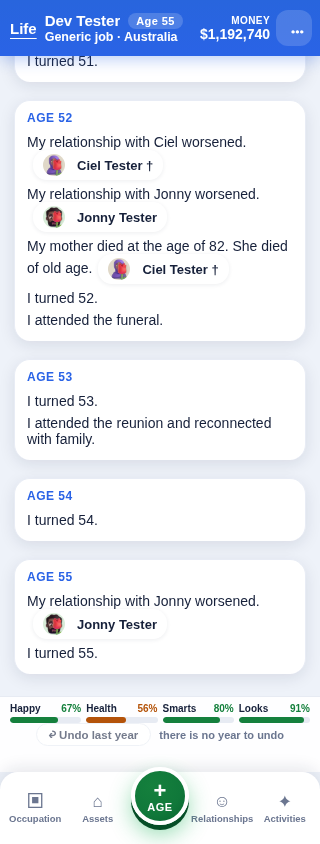 Life Dev Tester Age 55 MONEY
Generic job · Australia $1,192,740
I turned 51.
AGE 52
My relationship with Ciel worsened.
Ciel Tester †
My relationship with Jonny worsened.
Jonny Tester
My mother died at the age of 82. She died
of old age. Ciel Tester †
I turned 52.
I attended the funeral.
AGE 53
I turned 53.
I attended the reunion and reconnected
with family.
AGE 54
I turned 54.
AGE 55
My relationship with Jonny worsened.
Jonny Tester
I turned 55.
Happy 67% Health 56% Smarts 80% Looks 91%
Undo last year there is no year to undo
+
AGE
Occupation Assets Relationships Activities